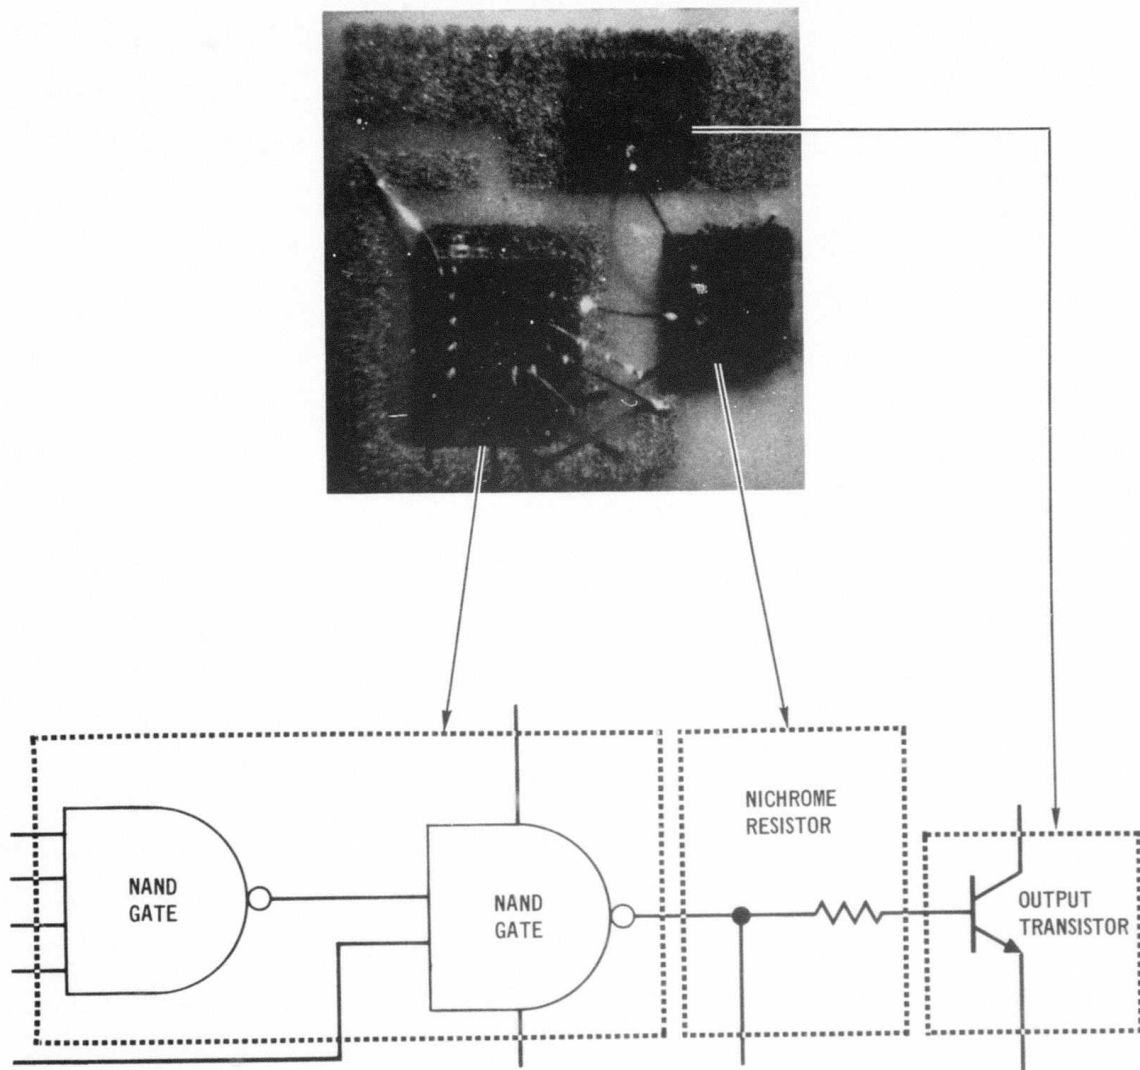 NAND
GATE
NAND
GATE
NICHROME
RESISTOR
OUTPUT
TRANSISTOR